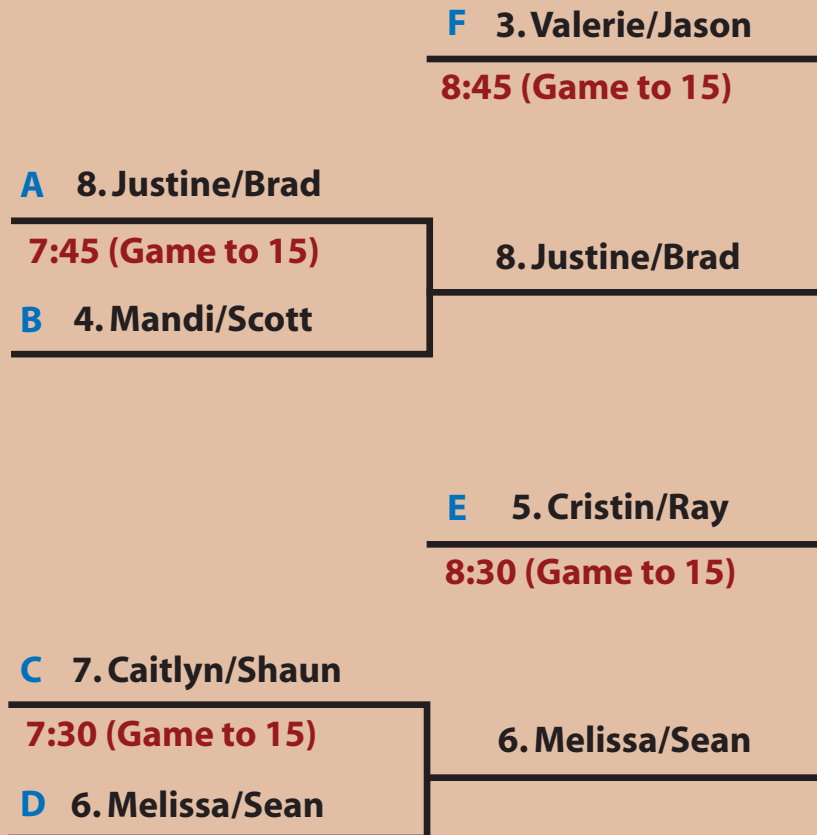 F 3. Valerie/Jason
8:45 (Game to 15)
A 8. Justine/Brad
7:45 (Game to 15)
8. Justine/Brad
B 4. Mandi/Scott
E 5. Cristin/Ray
8:30 (Game to 15)
C 7. Caitlyn/Shaun
7:30 (Game to 15)
6. Melissa/Sean
D 6. Melissa/Sean